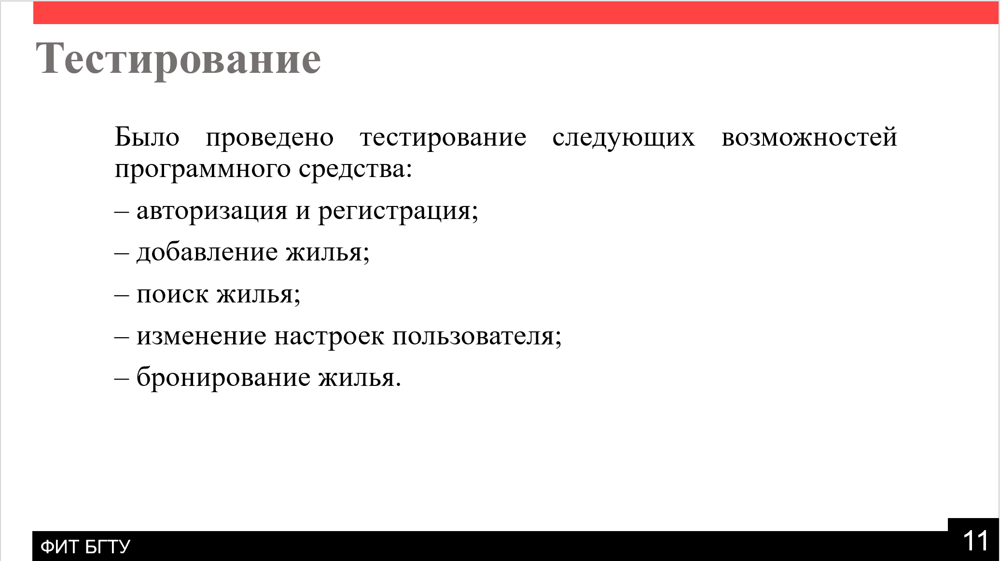 Тестирование
Было проведено тестирование следующих возможностей
программного средства:
– авторизация и регистрация;
– добавление жилья;
– поиск жилья;
– изменение настроек пользователя;
– бронирование жилья.
ФИТ БГТУ
11